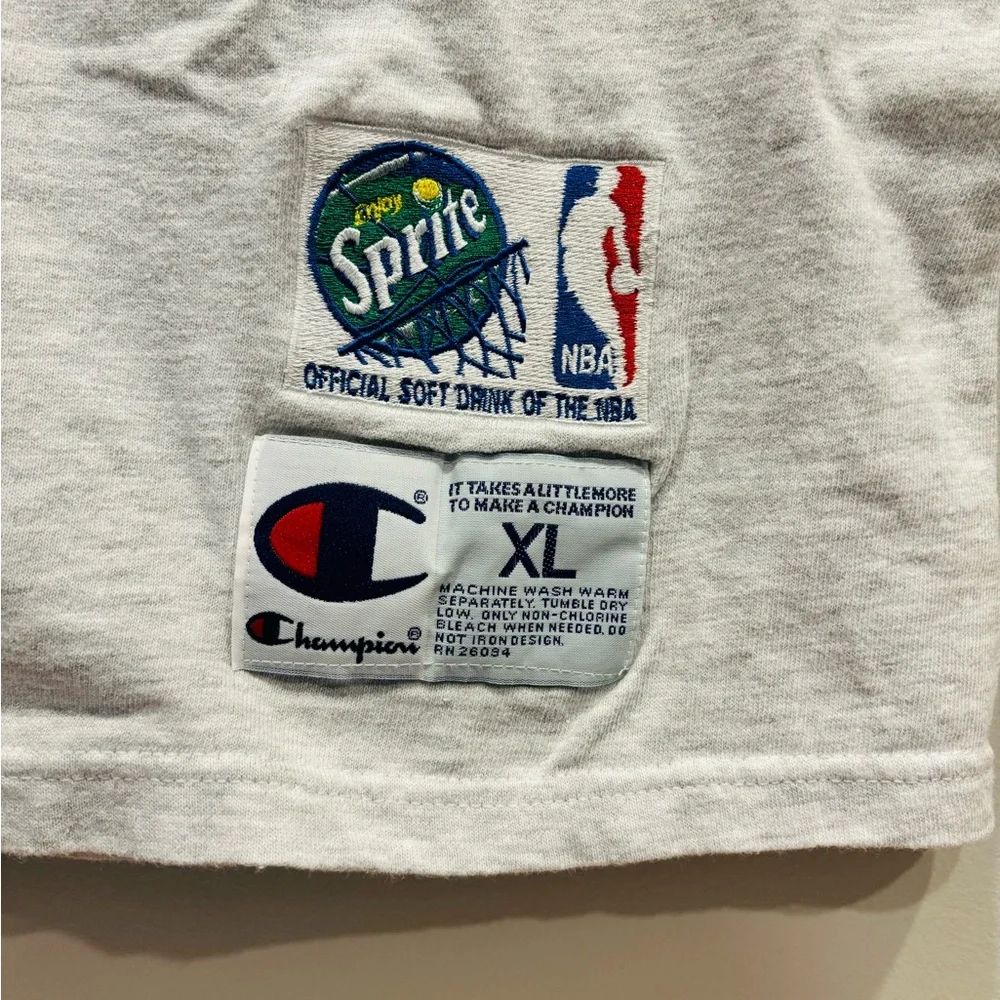 Enjoy
Sprite
NBA
OFFICIAL SOFT DRINK OF THE NBA
®
Champion®
IT TAKES A LITTLE MORE
TO MAKE A CHAMPION
XL
MACHINE WASH WARM
SEPARATELY. TUMBLE DRY
LOW. ONLY NON-CHLORINE
BLEACH WHEN NEEDED. DO
NOT IRON DESIGN.
RN 26094